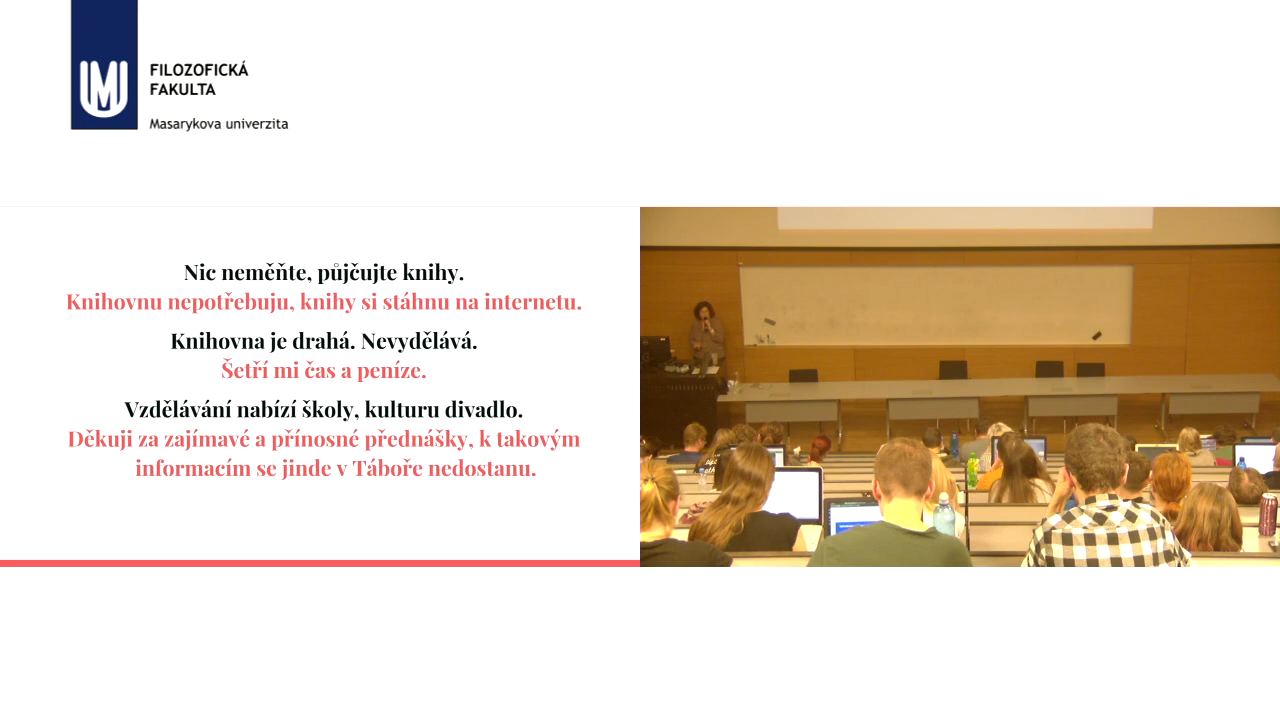 FILOZOFICKÁ
FAKULTA
Masarykova univerzita
Nic neměňte, půjčujte knihy.
Knihovnu nepotřebuju, knihy si stáhnu na internetu.
Knihovna je drahá. Nevydělává.
Šetří mi čas a peníze.
Vzdělávání nabízí školy, kulturu divadlo.
Děkuji za zajímavé a přínosné přednášky, k takovým
informacím se jinde v Táboře nedostanu.